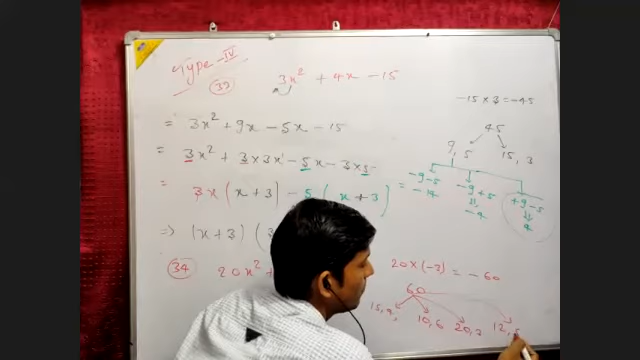 Type-IV
33
3x² + 4x - 15
= 3x² + 9x - 5x - 15
= 3x² + 3×3x - 5x - 3×5
= 3x (x+3) - 5 (x+3)
=> (x+3) (3
34 20x²
-15 × 3 = -45
45
9, 5 15, 3
-9-5 -9+5 +9-5
-14 -4 4
20×(-3) = -60
60
15, 4, 10, 6 20, 3 12, 5